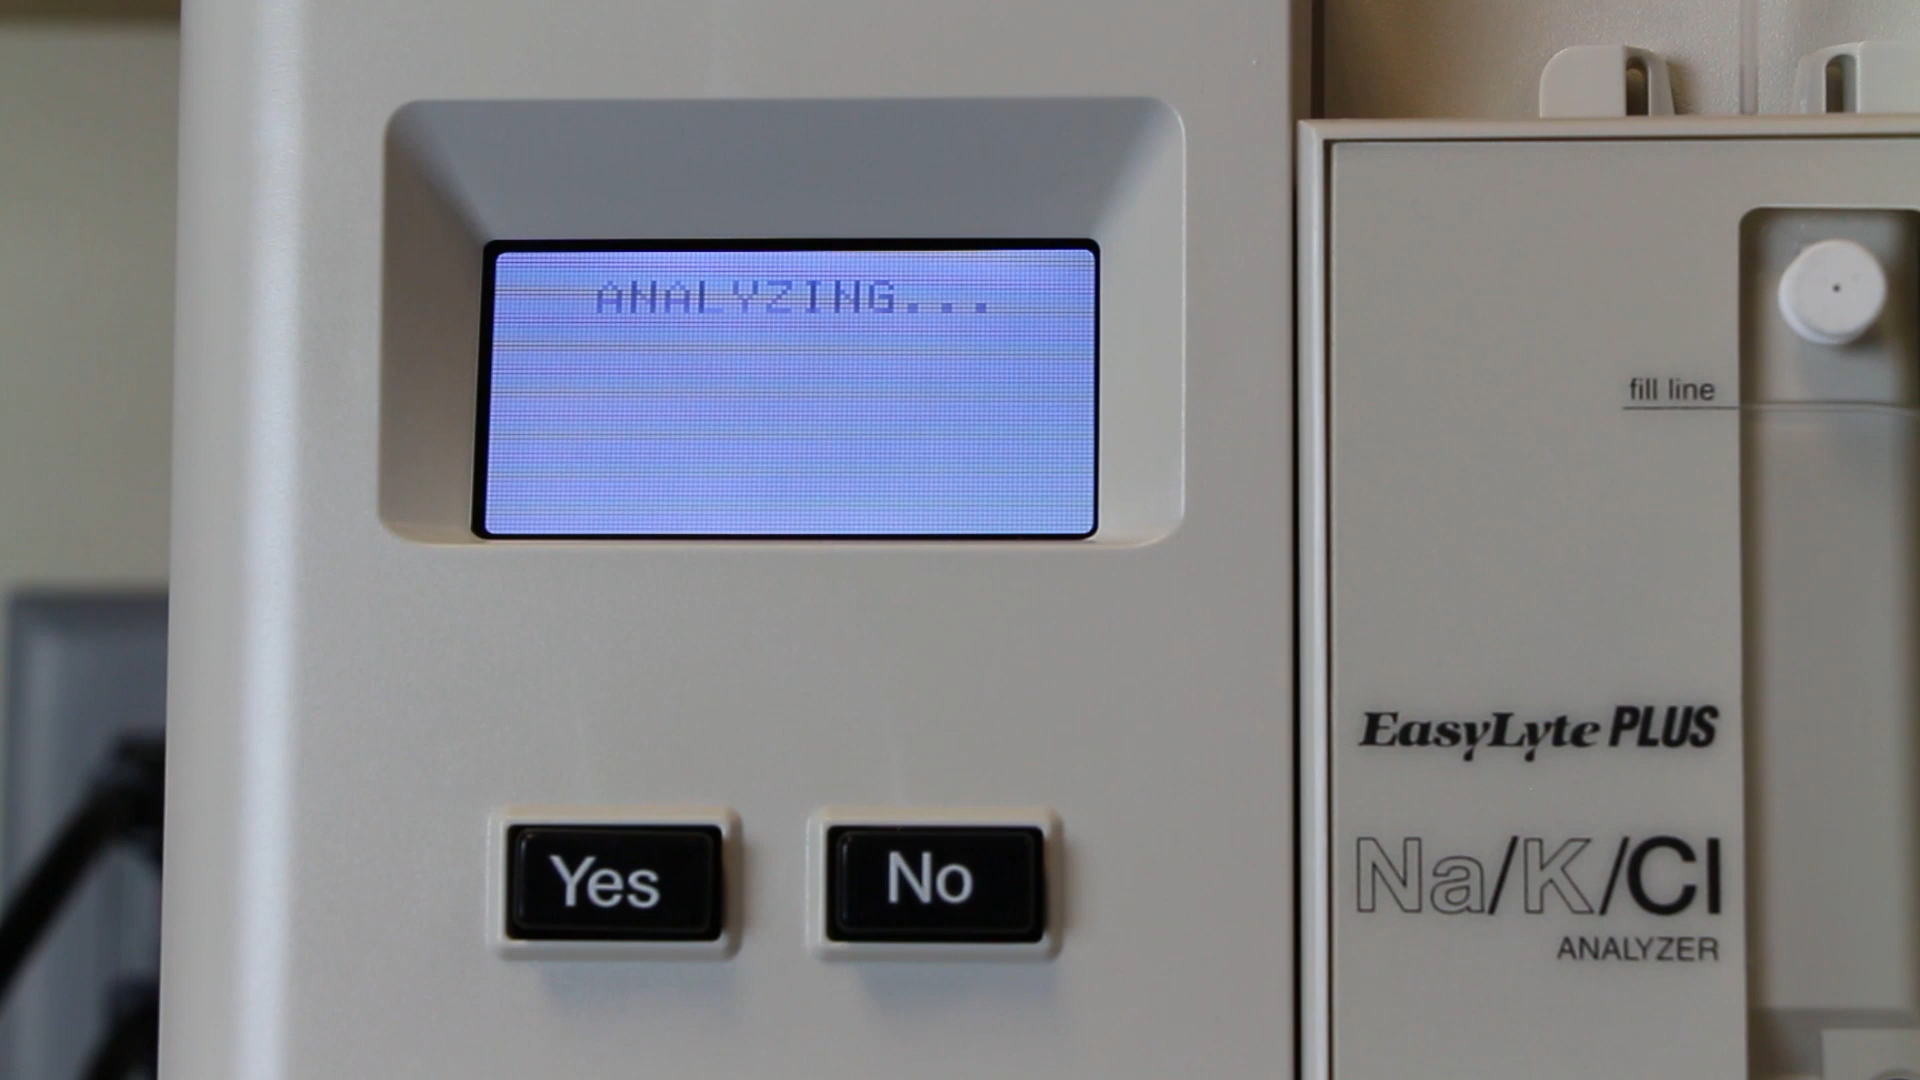 ANALYZING...
fill line
EasyLyte PLUS
Na/K/Cl
ANALYZER
Yes
No